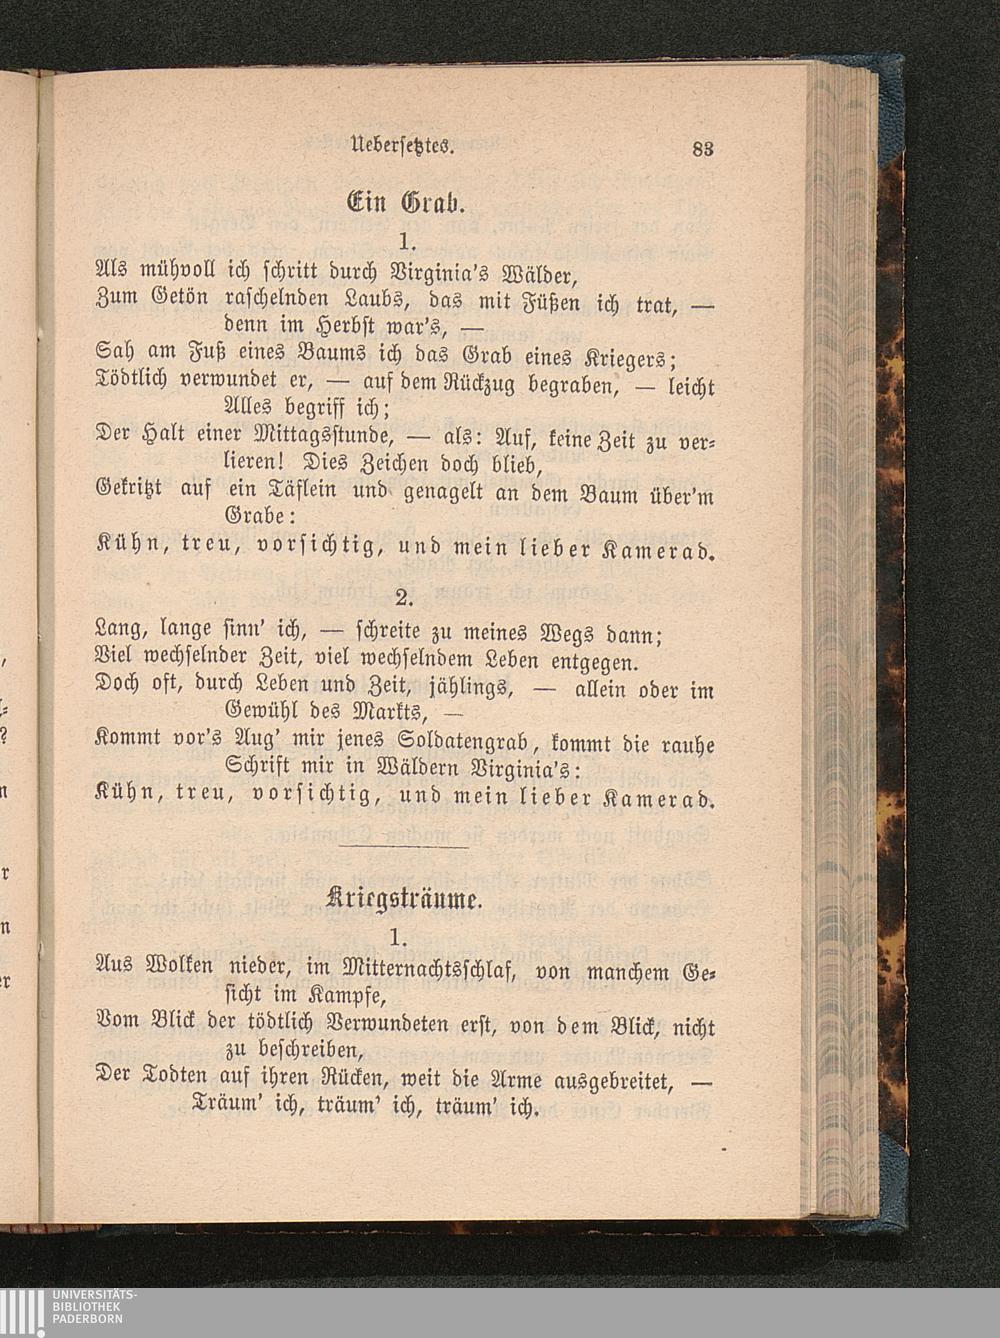 Uebersetztes. 83
Ein Grab.
1.
Als mühvoll ich schritt durch Virginia's Wälder,
Zum Getön raschelnden Laubs, das mit Füßen ich trat, —
denn im Herbst war's, —
Sah am Fuß eines Baums ich das Grab eines Kriegers;
Tödtlich verwundet er, — auf dem Rückzug begraben, — leicht
Alles begriff ich;
Der Halt einer Mittagsstunde, — als: Auf, keine Zeit zu ver-
lieren! Dies Zeichen doch blieb,
Gekritzt auf ein Täflein und genagelt an dem Baum über'm
Grabe:
Kühn, treu, vorsichtig, und mein lieber Kamerad.
2.
Lang, lange sinn' ich, — schreite zu meines Wegs dann;
Viel wechselnder Zeit, viel wechselndem Leben entgegen.
Doch oft, durch Leben und Zeit, jählings, — allein oder im
Gewühl des Markts, —
Kommt vor's Aug' mir jenes Soldatengrab, kommt die rauhe
Schrift mir in Wäldern Virginia's:
Kühn, treu, vorsichtig, und mein lieber Kamerad.
Kriegsträume.
1.
Aus Wolken nieder, im Mitternachtsschlaf, von manchem Ge-
sicht im Kampfe,
Vom Blick der tödtlich Verwundeten erst, von dem Blick, nicht
zu beschreiben,
Der Todten auf ihren Rücken, weit die Arme ausgebreitet, —
Träum' ich, träum' ich, träum' ich.
UNIVERSITÄTS-
BIBLIOTHEK
PADERBORN